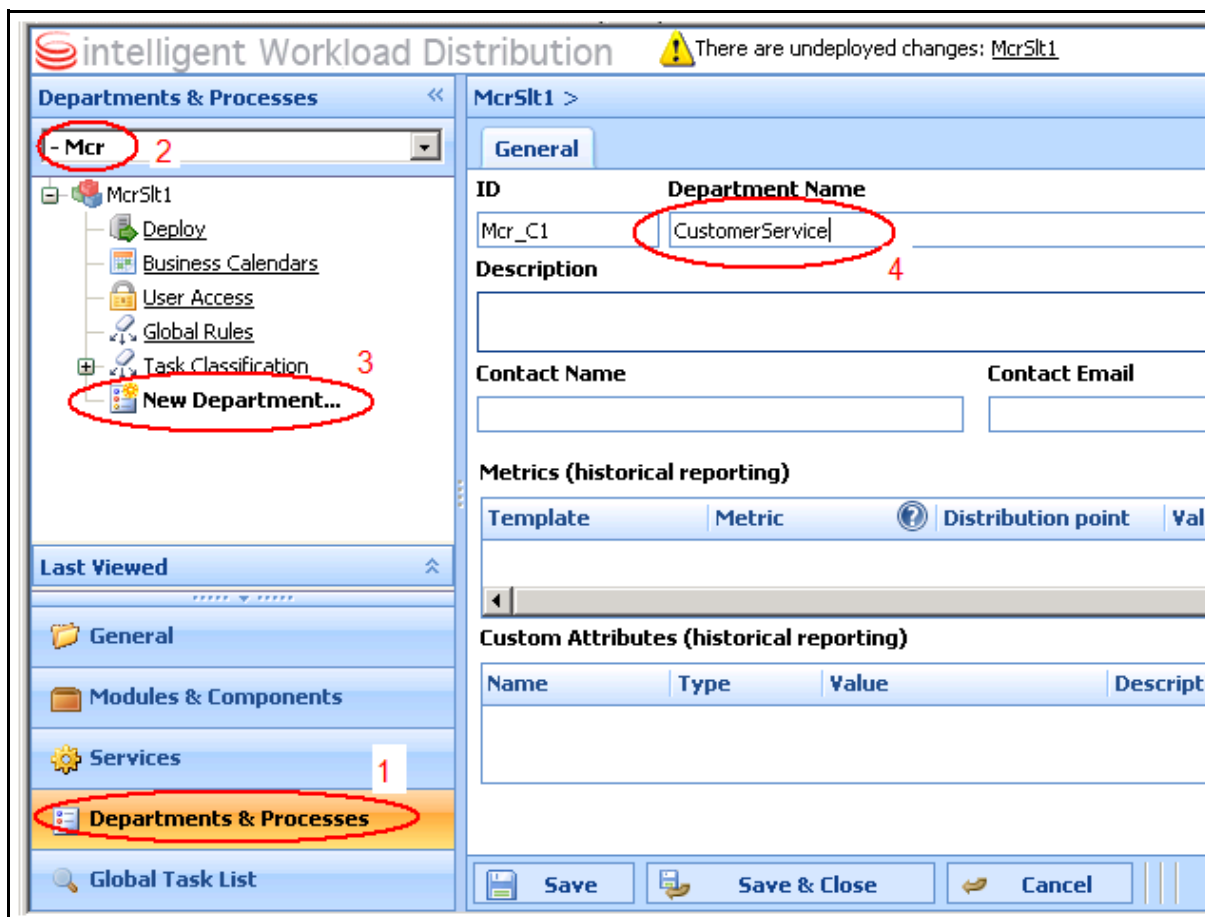 intelligent Workload Distribution
There are undeployed changes: McrSlt1
Departments & Processes
- Mcr
2
McrSlt1
Deploy
Business Calendars
User Access
Global Rules
Task Classification
3
New Department...
Last Viewed
General
Modules & Components
Services
1
Departments & Processes
Global Task List
McrSlt1 >
General
ID Department Name
Mcr_C1 CustomerService
4
Description
Contact Name Contact Email
Metrics (historical reporting)
Template Metric Distribution point Val
Custom Attributes (historical reporting)
Name Type Value Descript
Save Save & Close Cancel